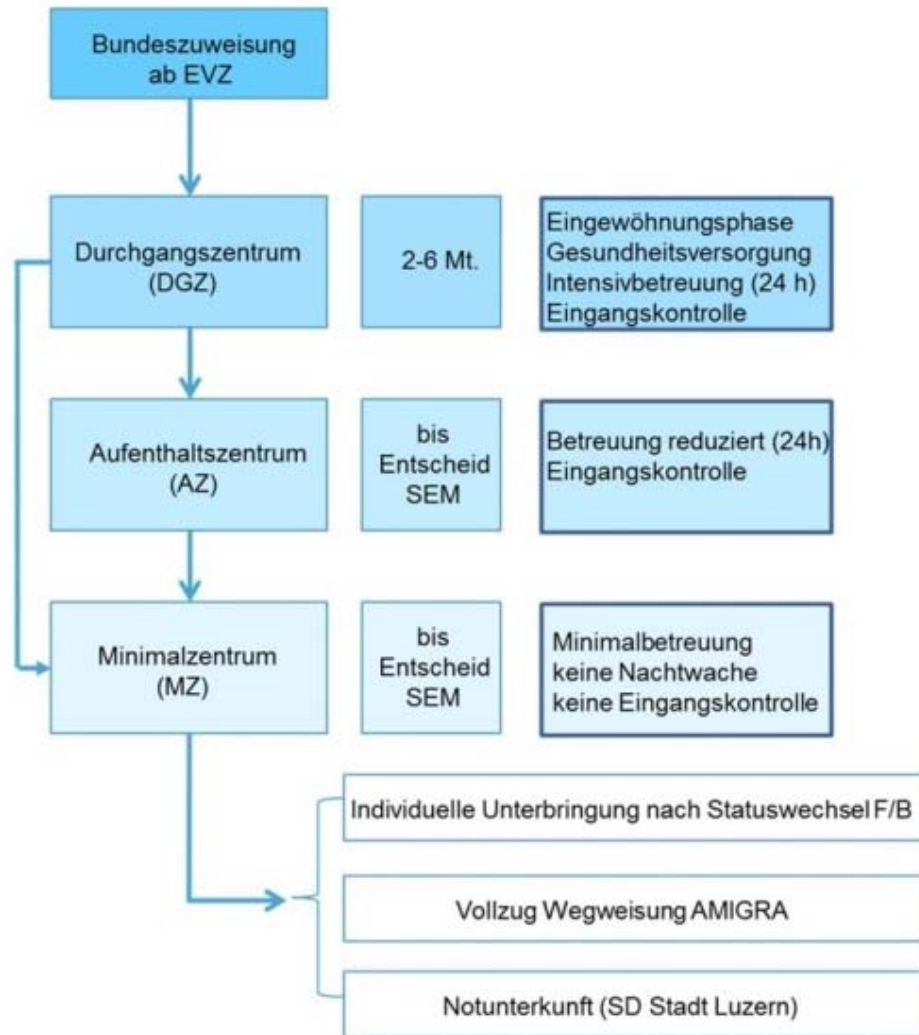 Bundeszuweisung
ab EVZ
Durchgangszentrum
(DGZ)
2-6 Mt.
Eingewöhnungsphase
Gesundheitsversorgung
Intensivbetreuung (24 h)
Eingangskontrolle
Aufenthaltszentrum
(AZ)
bis
Entscheid
SEM
Betreuung reduziert (24h)
Eingangskontrolle
Minimalzentrum
(MZ)
bis
Entscheid
SEM
Minimalbetreuung
keine Nachtwache
keine Eingangskontrolle
Individuelle Unterbringung nach Statuswechsel F/B
Vollzug Wegweisung AMIGRA
Notunterkunft (SD Stadt Luzern)